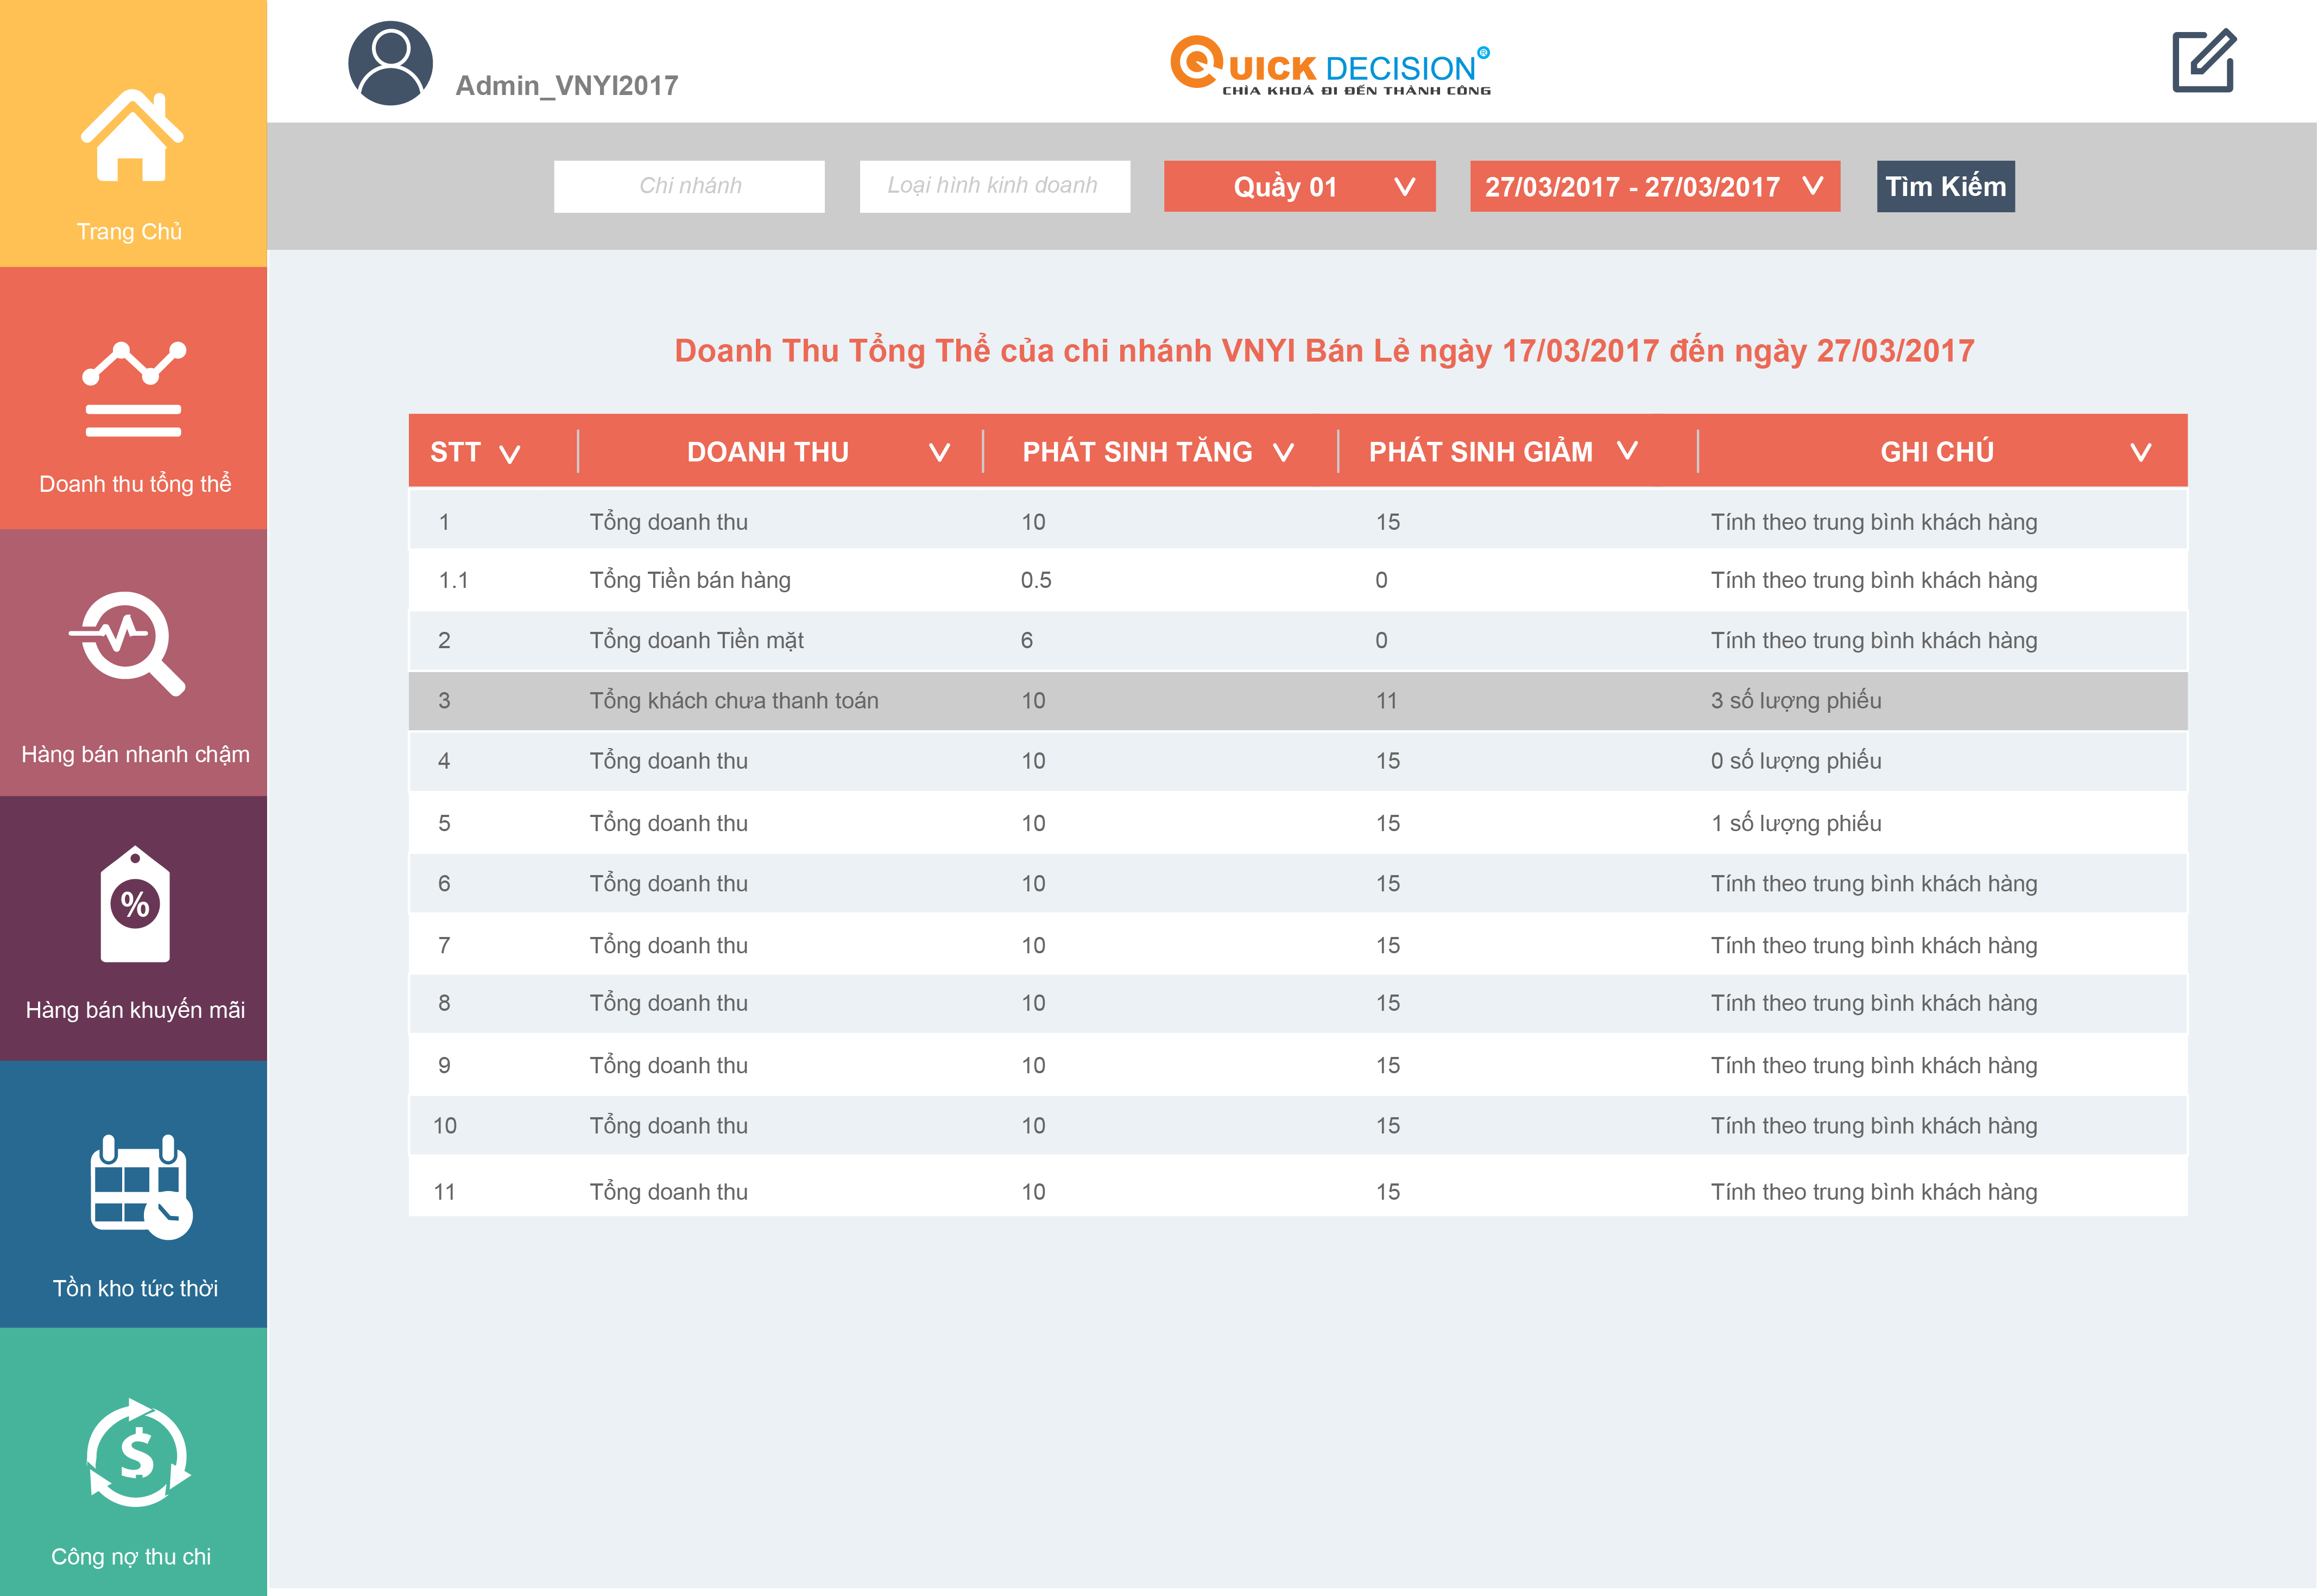 Admin_VNYI2017
QUICK DECISION®
CHÌA KHOÁ ĐI ĐẾN THÀNH CÔNG
Chi nhánh
Loại hình kinh doanh
Quầy 01
27/03/2017 - 27/03/2017
Tìm Kiếm
Trang Chủ
Doanh thu tổng thể
Hàng bán nhanh chậm
%
Hàng bán khuyến mãi
Tồn kho tức thời
$
Công nợ thu chi
Doanh Thu Tổng Thể của chi nhánh VNYI Bán Lẻ ngày 17/03/2017 đến ngày 27/03/2017
STT DOANH THU PHÁT SINH TĂNG PHÁT SINH GIẢM GHI CHÚ
1 Tổng doanh thu 10 15 Tính theo trung bình khách hàng
1.1 Tổng Tiền bán hàng 0.5 0 Tính theo trung bình khách hàng
2 Tổng doanh Tiền mặt 6 0 Tính theo trung bình khách hàng
3 Tổng khách chưa thanh toán 10 11 3 số lượng phiếu
4 Tổng doanh thu 10 15 0 số lượng phiếu
5 Tổng doanh thu 10 15 1 số lượng phiếu
6 Tổng doanh thu 10 15 Tính theo trung bình khách hàng
7 Tổng doanh thu 10 15 Tính theo trung bình khách hàng
8 Tổng doanh thu 10 15 Tính theo trung bình khách hàng
9 Tổng doanh thu 10 15 Tính theo trung bình khách hàng
10 Tổng doanh thu 10 15 Tính theo trung bình khách hàng
11 Tổng doanh thu 10 15 Tính theo trung bình khách hàng